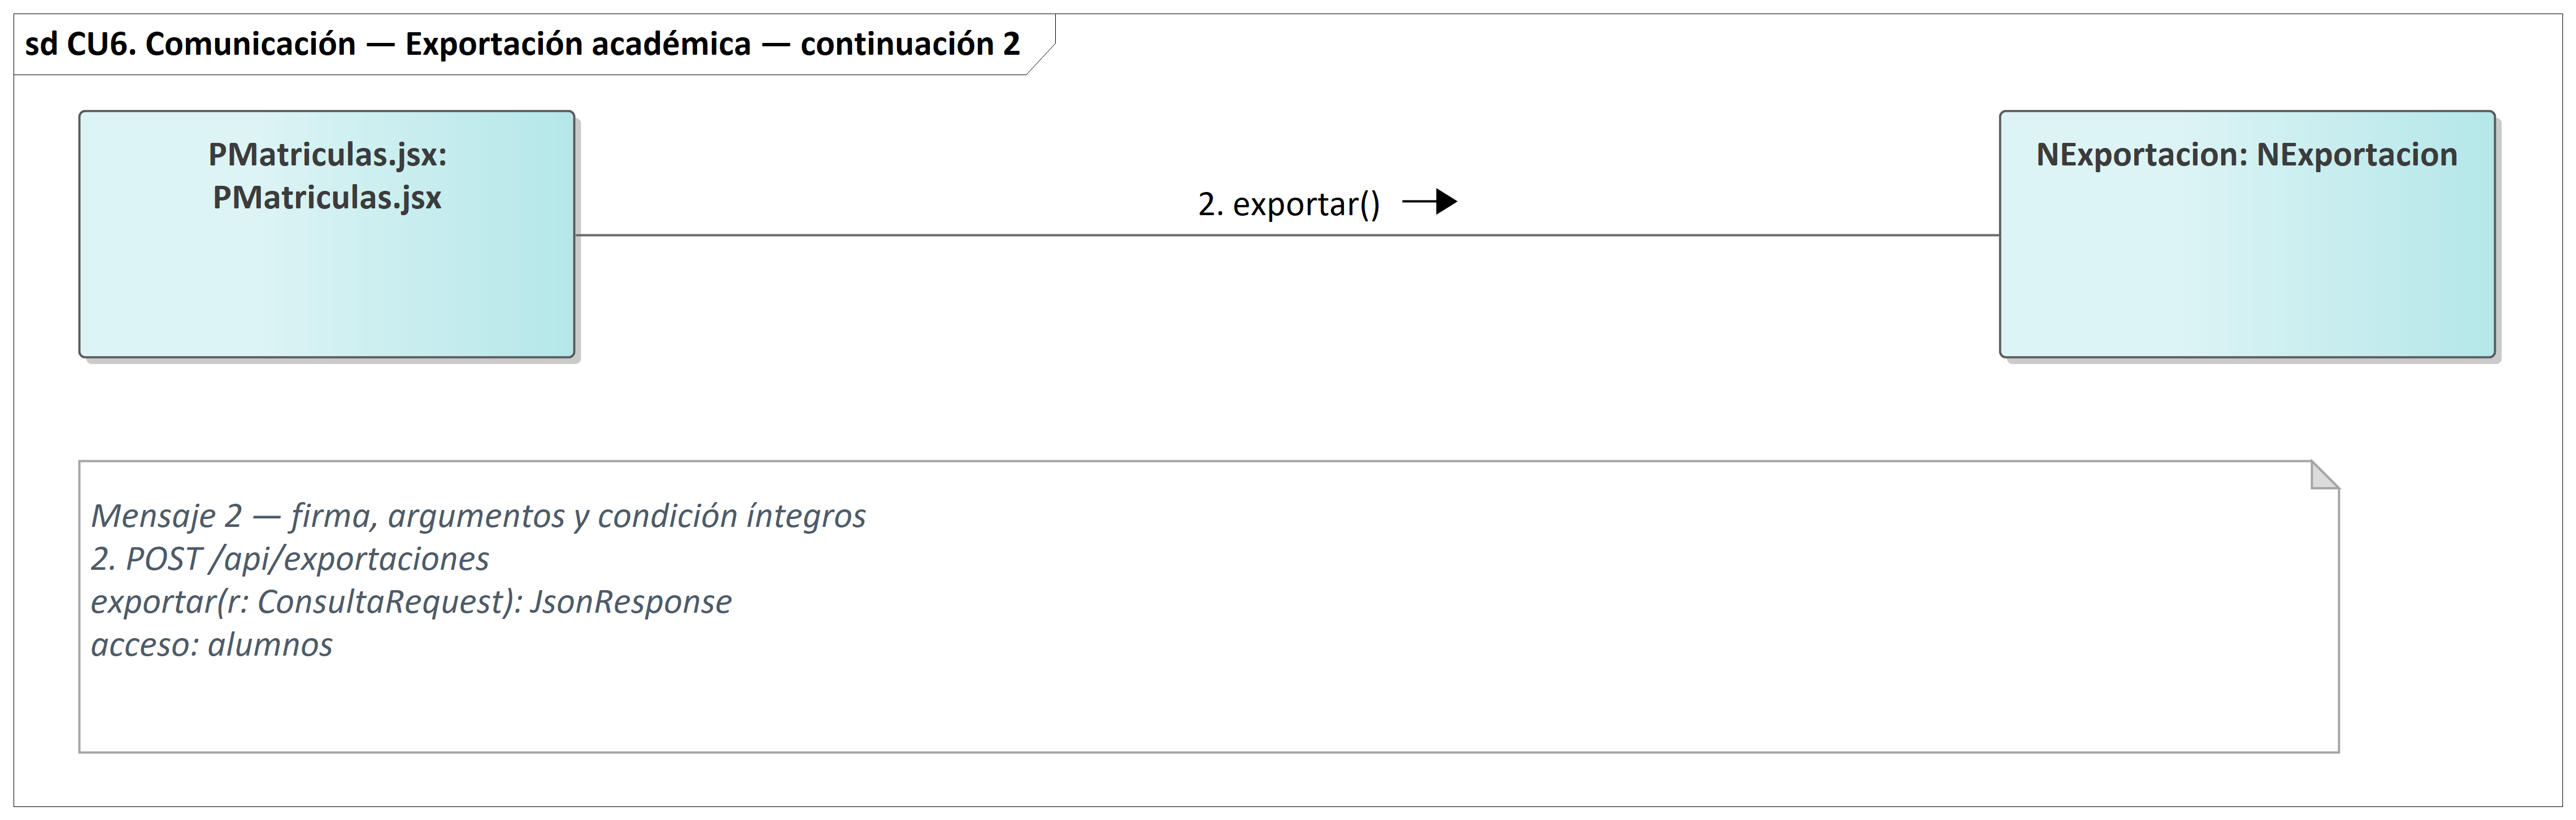 sd CU6. Comunicación — Exportación académica — continuación 2
PMatriculas.jsx:
PMatriculas.jsx
2. exportar()
NExportacion: NExportacion
Mensaje 2 — firma, argumentos y condición íntegros
2. POST /api/exportaciones
exportar(r: ConsultaRequest): JsonResponse
acceso: alumnos